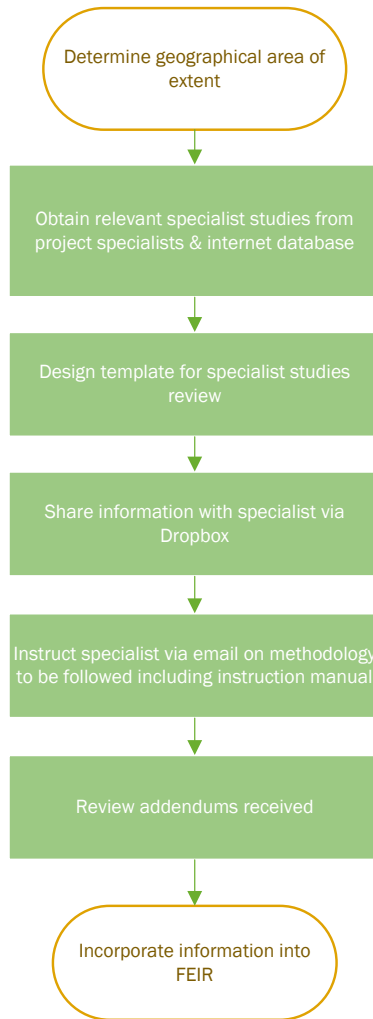 Determine geographical area of
extent
Obtain relevant specialist studies from
project specialists & internet database
Design template for specialist studies
review
Share information with specialist via
Dropbox
Instruct specialist via email on methodology
to be followed including instruction manual
Review addendums received
Incorporate information into
FEIR